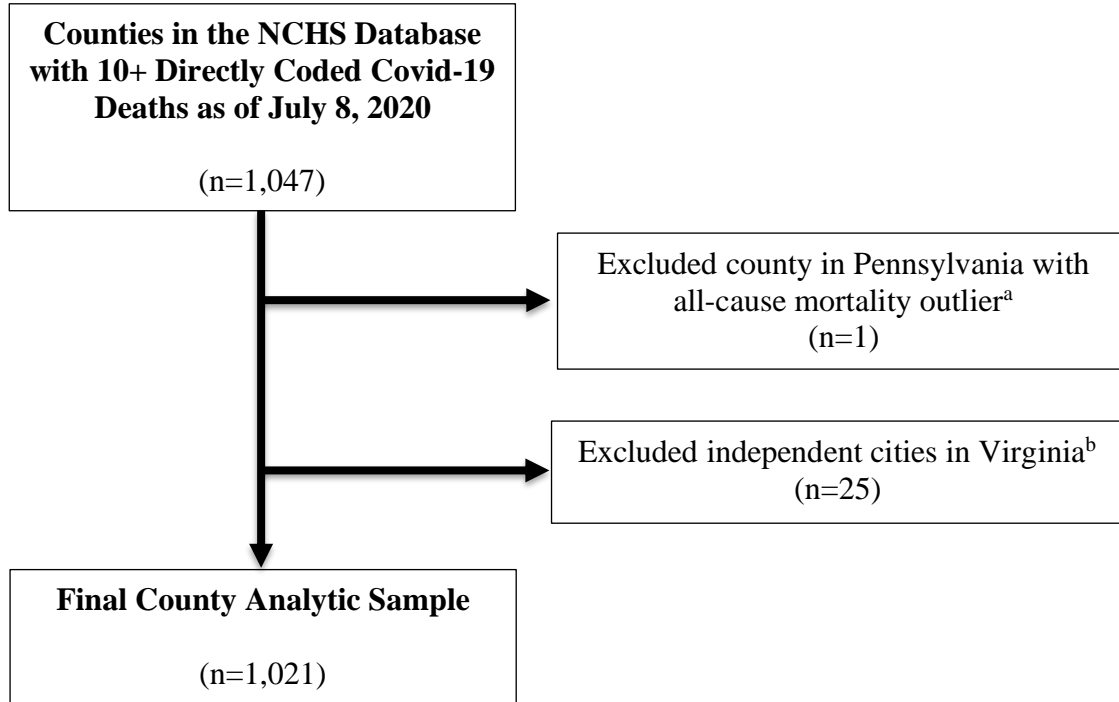 Counties in the NCHS Database
with 10+ Directly Coded Covid-19
Deaths as of July 8, 2020
(n=1,047)
Excluded county in Pennsylvania with
all-cause mortality outlierᵃ
(n=1)
Excluded independent cities in Virginiaᵇ
(n=25)
Final County Analytic Sample
(n=1,021)